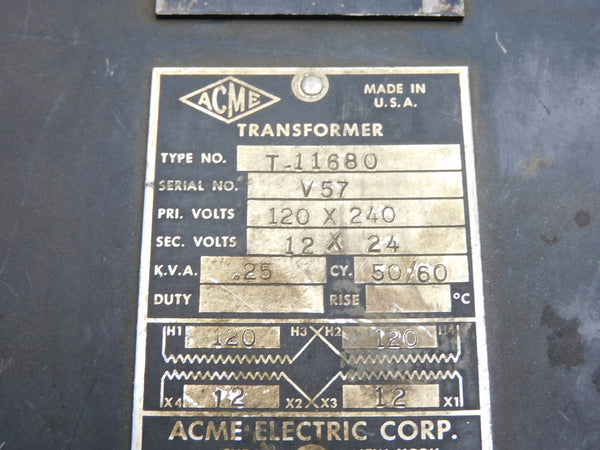 ACME
MADE IN
U.S.A.
TRANSFORMER
TYPE NO. T-11680
SERIAL NO. V57
PRI. VOLTS 120 X 240
SEC. VOLTS 12 X 24
K.V.A. .25 CY. 50/60
DUTY RISE °C
H1 120 H3 H2 120 H4
X4 12 X2 X3 12 X1
ACME ELECTRIC CORP.